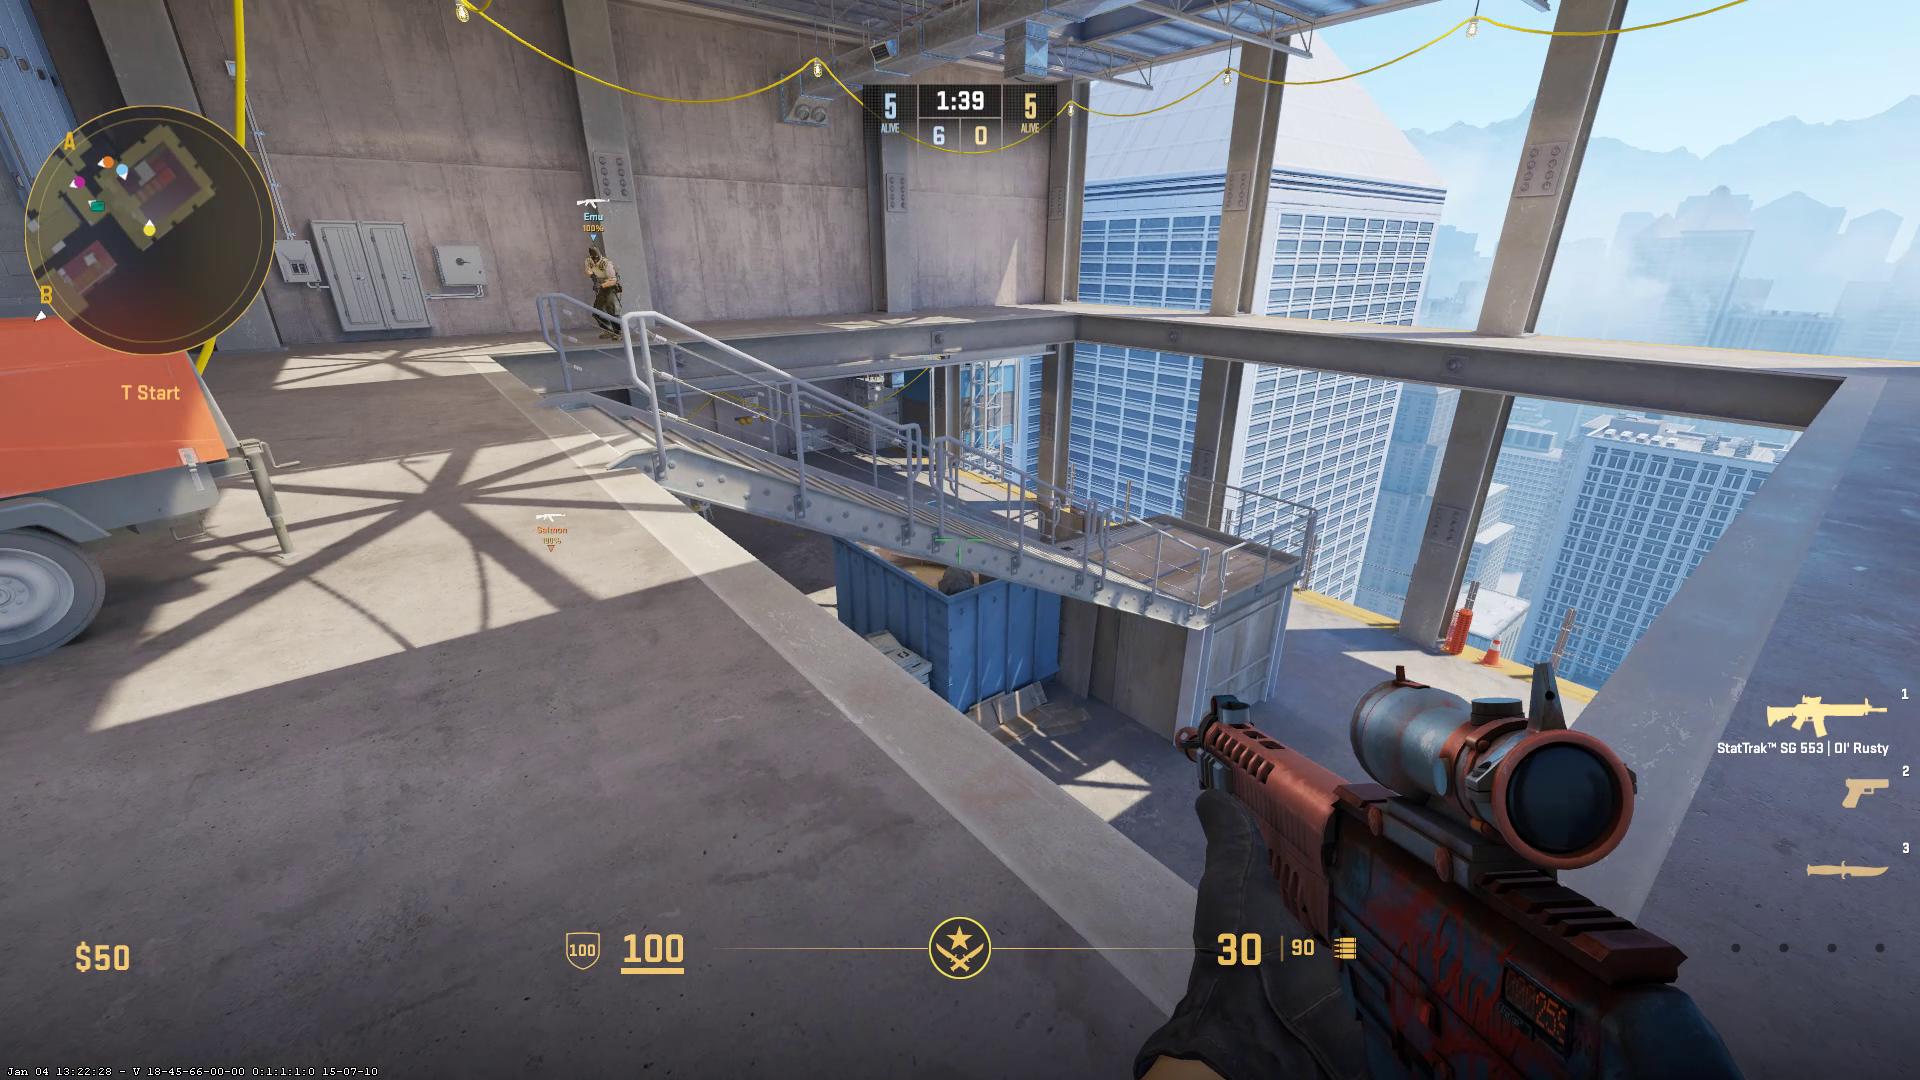 5
ALIVE
1:39
6
0
5
ALIVE
A
B
Emu
100%
T Start
Salmon
100%
1
StatTrak™ SG 553 | Ol' Rusty
2
3
$50
100
100
30
90
Jan 04 13:22:28 - V 18-45-66-00-00 0:1:1:1:0 15-07-10